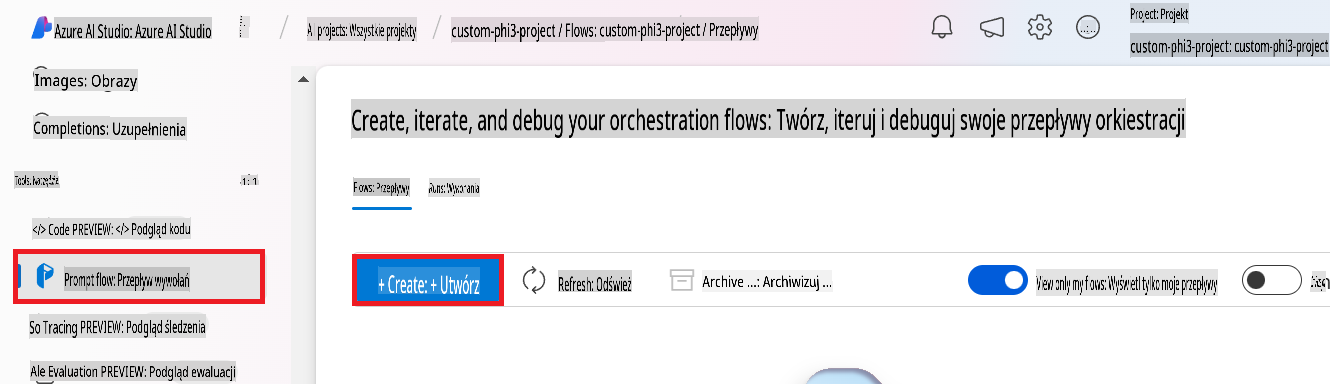 Azure AI Studio: Azure AI Studio
/ AI projects: Wszystkie projekty / custom-phi3-project / Flows: custom-phi3-project / Przepływy
Project: Projekt
custom-phi3-project: custom-phi3-project
Images: Obrazy
Completions: Uzupełnienia
Tools: Narzędzia
</> Code PREVIEW: </> Podgląd kodu
Prompt flow: Przepływ wywołań
So Tracing PREVIEW: Podgląd śledzenia
Ale Evaluation PREVIEW: Podgląd ewaluacji
Create, iterate, and debug your orchestration flows: Twórz, iteruj i debuguj swoje przepływy orkiestracji
Flows: Przepływy
Runs: Wykonania
+ Create: + Utwórz
Refresh: Odśwież
Archive ...: Archiwizuj ...
View only my flows: Wyświetl tylko moje przepływy